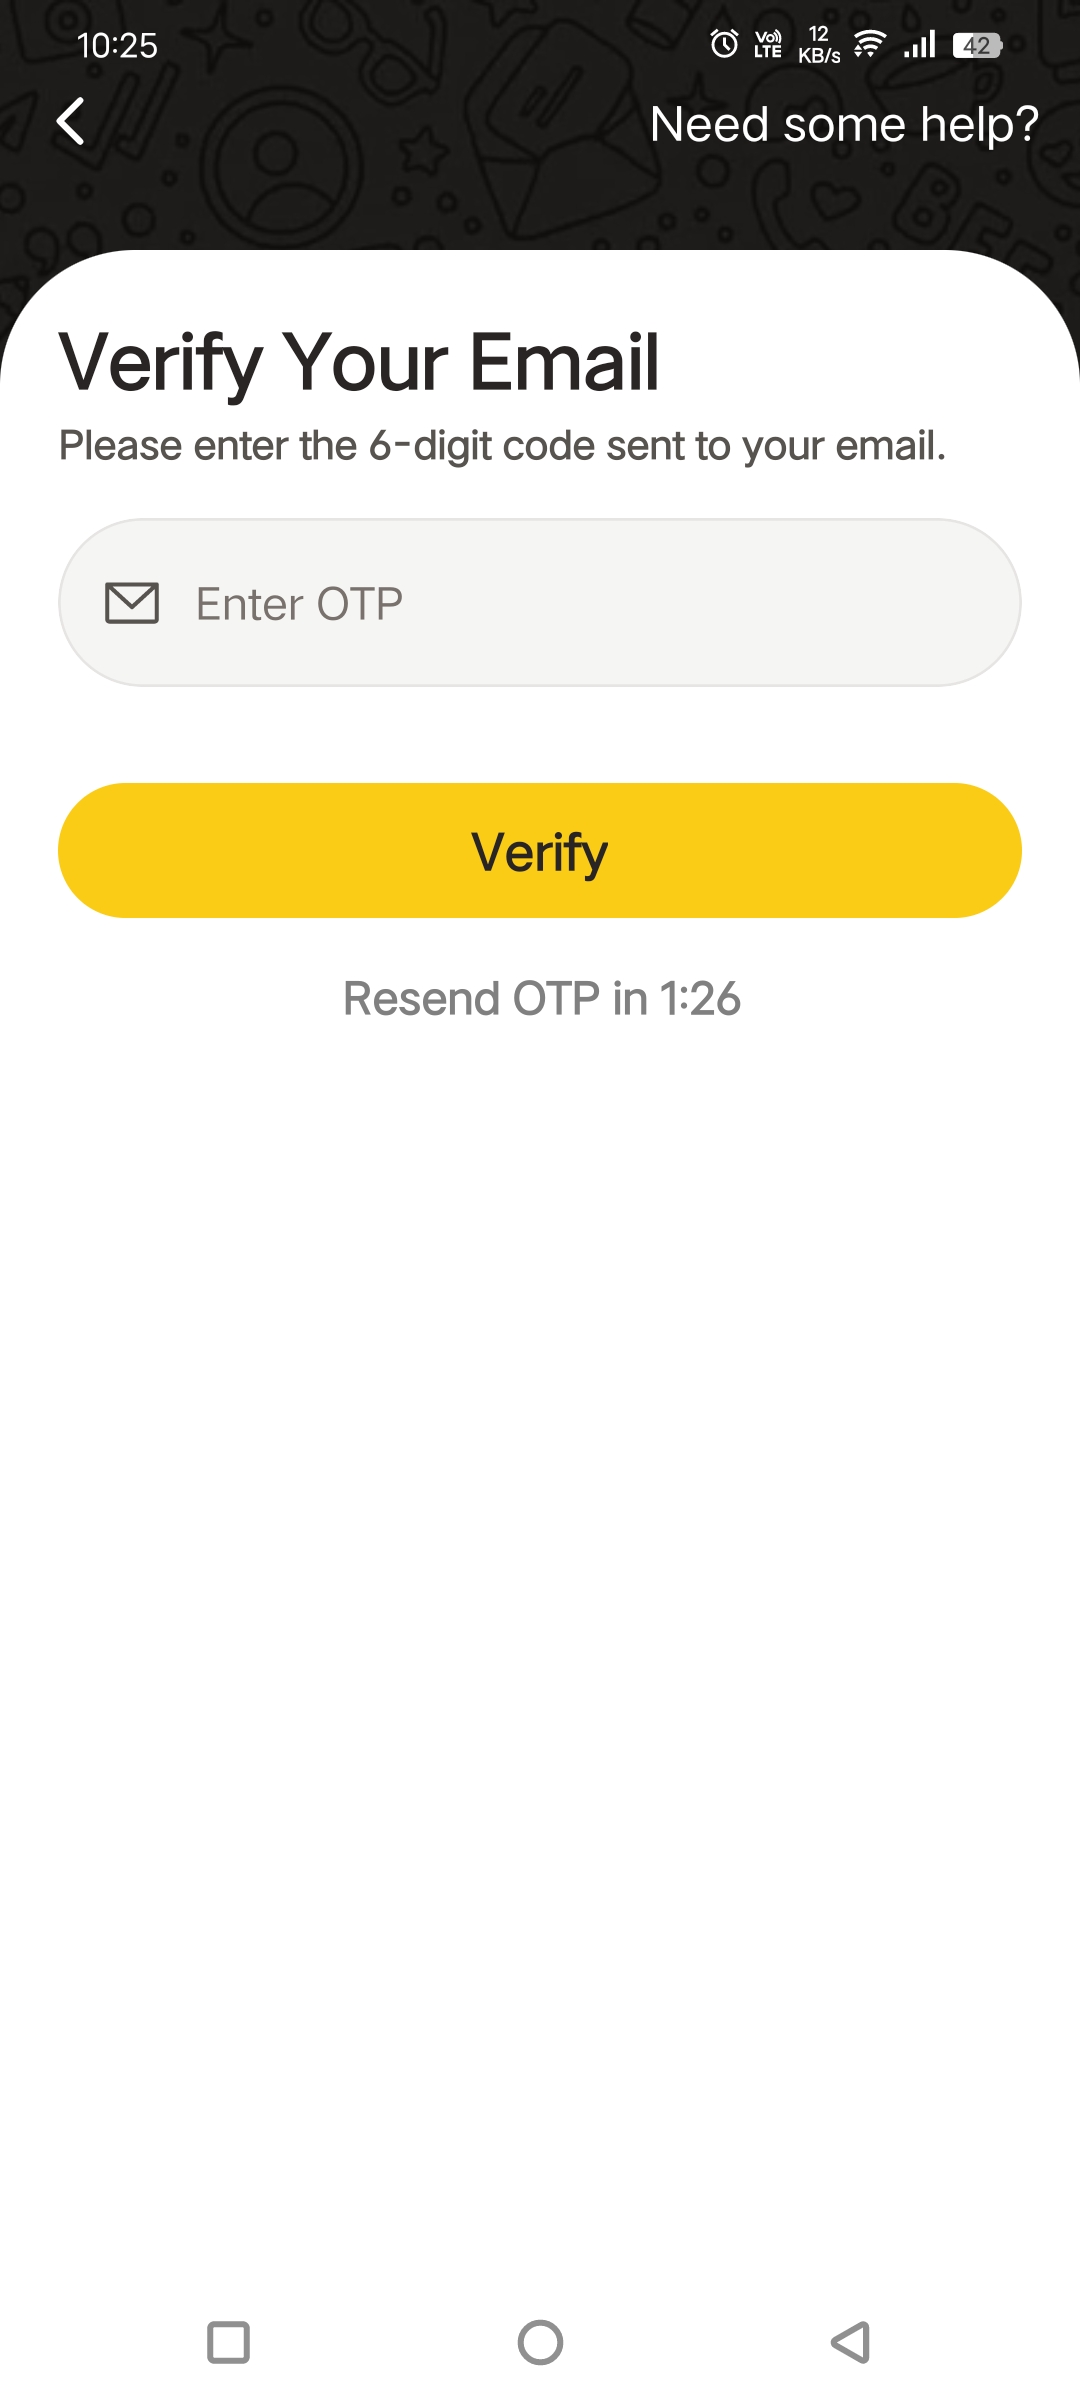 10:25
Vo) LTE
12 KB/s
42
Need some help?
BFF
Verify Your Email
Please enter the 6-digit code sent to your email.
Enter OTP
Verify
Resend OTP in 1:26